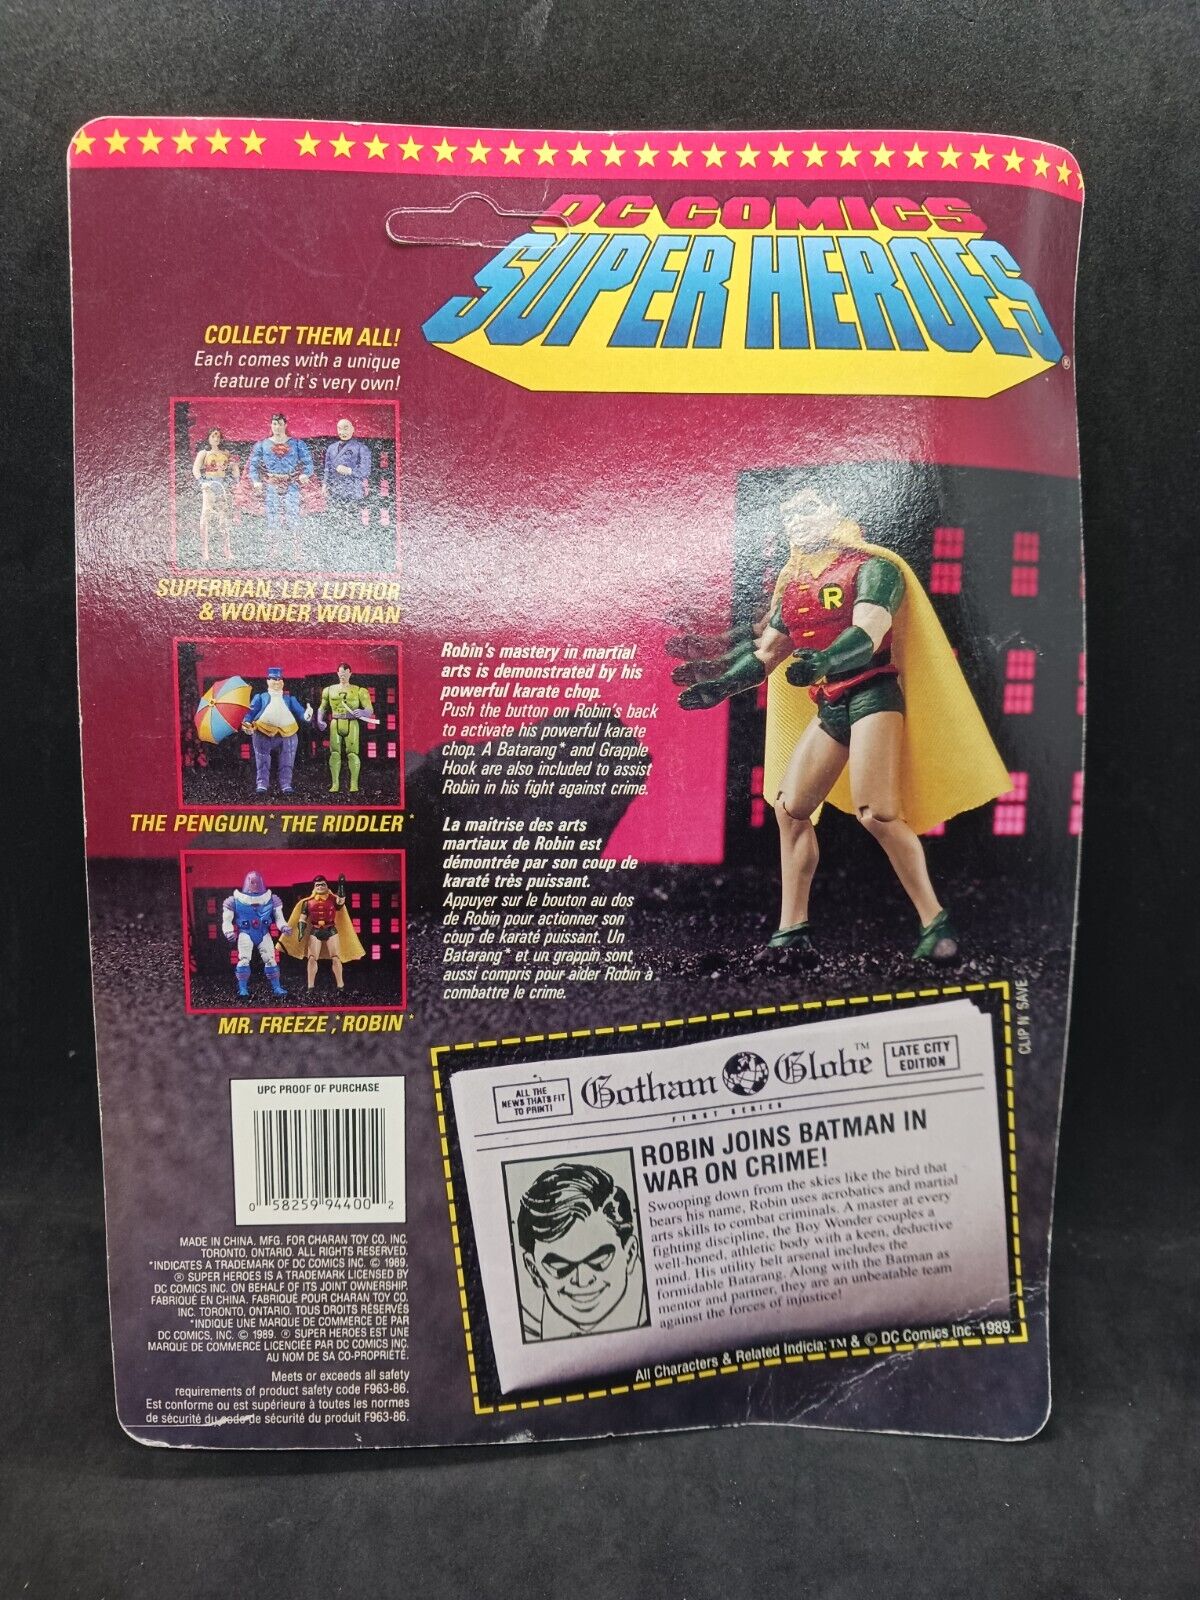 DC COMICS
SUPER HEROES®
COLLECT THEM ALL!
Each comes with a unique
feature of it's very own!
SUPERMAN, LEX LUTHOR
& WONDER WOMAN
THE PENGUIN,* THE RIDDLER*
MR. FREEZE,* ROBIN*
Robin's mastery in martial
arts is demonstrated by his
powerful karate chop.
Push the button on Robin's back
to activate his powerful karate
chop. A Batarang* and Grapple
Hook are also included to assist
Robin in his fight against crime.
La maitrise des arts
martiaux de Robin est
démontrée par son coup de
karaté très puissant.
Appuyer sur le bouton au dos
de Robin pour actionner son
coup de karaté puissant. Un
Batarang* et un grappin sont
aussi compris pour aider Robin à
combattre le crime.
R
CLIP N' SAVE
UPC PROOF OF PURCHASE
0 58259 94400 2
MADE IN CHINA. MFG. FOR CHARAN TOY CO. INC.
TORONTO, ONTARIO. ALL RIGHTS RESERVED.
*INDICATES A TRADEMARK OF DC COMICS INC. © 1989.
® SUPER HEROES IS A TRADEMARK LICENSED BY
DC COMICS INC. ON BEHALF OF ITS JOINT OWNERSHIP.
FABRIQUÉ EN CHINA. FABRIQUÉ POUR CHARAN TOY CO.
INC. TORONTO, ONTARIO. TOUS DROITS RÉSERVÉS
*INDIQUE UNE MARQUE DE COMMERCE DE PAR
DC COMICS, INC. © 1989. ® SUPER HEROES EST UNE
MARQUE DE COMMERCE LICENCIÉE PAR DC COMICS INC.
AU NOM DE SA CO-PROPRIÉTÉ.
Meets or exceeds all safety
requirements of product safety code F963-86.
Est conforme ou est supérieure à toutes les normes
de sécurité du code de sécurité du produit F963-86.
ALL THE
NEWS THATS FIT
TO PRINT!
Gotham Globe™
LATE CITY
EDITION
FIRST SERIES
ROBIN JOINS BATMAN IN
WAR ON CRIME!
Swooping down from the skies like the bird that
bears his name, Robin uses acrobatics and martial
arts skills to combat criminals. A master at every
fighting discipline, the Boy Wonder couples a
well-honed, athletic body with a keen, deductive
mind. His utility belt arsenal includes the
formidable Batarang. Along with the Batman as
mentor and partner, they are an unbeatable team
against the forces of injustice!
All Characters & Related Indicia: TM & © DC Comics Inc. 1989.